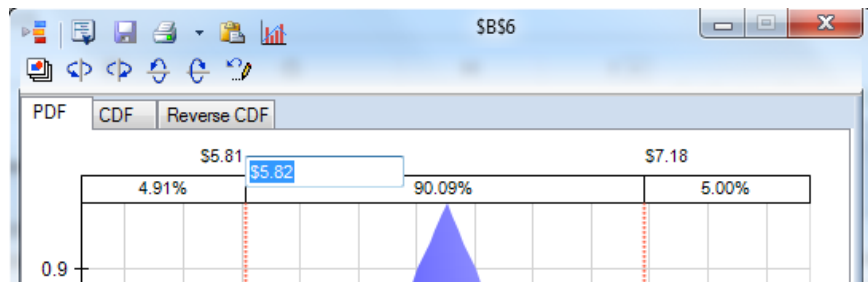 $B$6
PDF CDF Reverse CDF
$5.81 $7.18
$5.82
4.91% 90.09% 5.00%
0.9